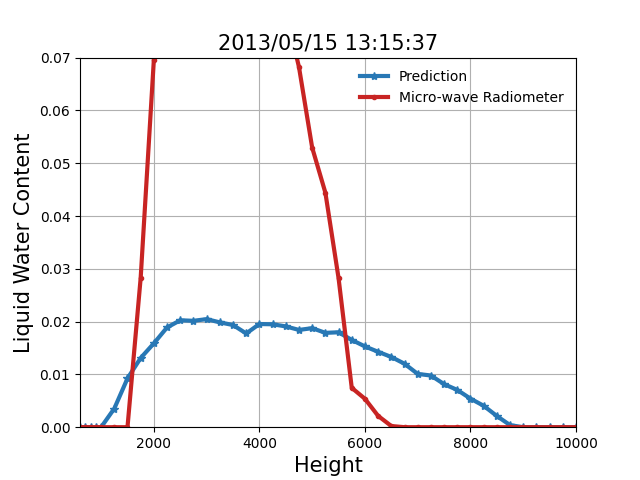 2013/05/15 13:15:37
0.07
0.06
0.05
0.04
0.03
0.02
0.01
0.00
Liquid Water Content
Prediction
Micro-wave Radiometer
2000 4000 6000 8000 10000
Height